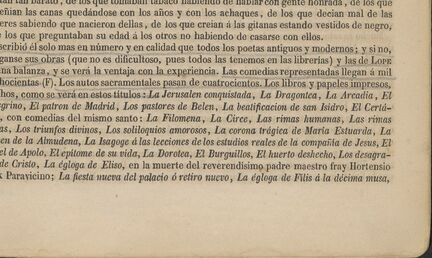 tan barato, de los que tomaban tabaco habiendo de hablar con gente honrada, de los que
ñian las canas quedándose con los años y con los achaques, de los que decian mal de las
eres sabiendo que nacieron dellas, de los que creian á las gitanas estando vestidos de negro,
e los que preguntaban su edad á los otros no habiendo de casarse con ellos.
scribió él solo mas en número y en calidad que todos los poetas antiguos y modernos; y si no,
ganse sus obras (que no es dificultoso, pues todos las tenemos en las librerías) y las de LOPE
na balanza, y se verá la ventaja con la experiencia. Las comedias representadas llegan á mil
hocientas (F). Los autos sacramentales pasan de cuatrocientos. Los libros y papeles impresos,
hos, como se verán en estos títulos: La Jerusalen conquistada, La Dragontea, La Arcadia, El
egrino, El patron de Madrid, Los pastores de Belen, La beatificacion de san Isidro, El Certá-
, con comedias del mismo santo: La Filomena, La Circe, Las rimas humanas, Las rimas
as, Los triunfos divinos, Los soliloquios amorosos, La corona trágica de María Estuarda, La
en de la Almudena, La Isagoge á las lecciones de los estudios reales de la compañía de Jesus, El
el de Apolo, El epítome de su vida, La Dorotea, El Burguillos, El huerto deshecho, Los desagra-
de Cristo, La égloga de Eliso, en la muerte del reverendísimo padre maestro fray Hortensio
x Paravicino; La fiesta nueva del palacio ó retiro nuevo, La égloga de Filis á la décima musa,